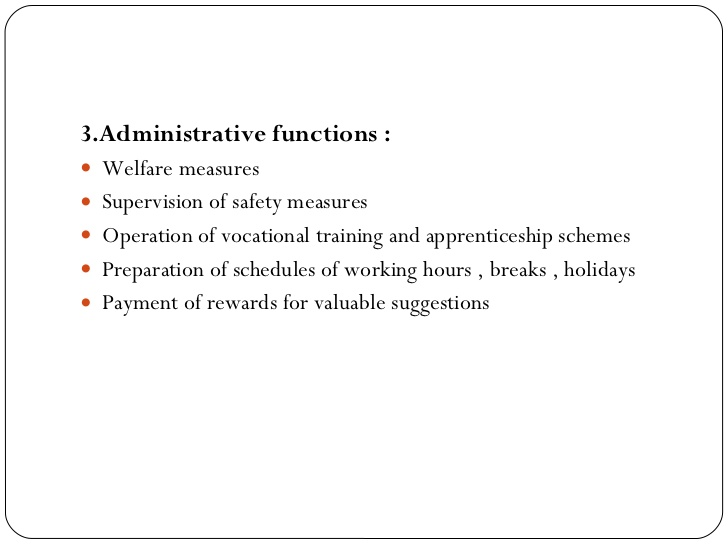 3.Administrative functions :
• Welfare measures
• Supervision of safety measures
• Operation of vocational training and apprenticeship schemes
• Preparation of schedules of working hours , breaks , holidays
• Payment of rewards for valuable suggestions